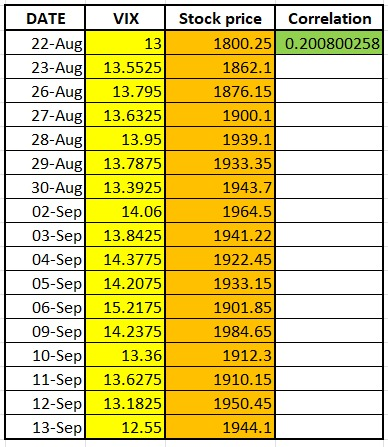 DATE VIX Stock price Correlation
22-Aug 13 1800.25 0.200800258
23-Aug 13.5525 1862.1
26-Aug 13.795 1876.15
27-Aug 13.6325 1900.1
28-Aug 13.95 1939.1
29-Aug 13.7875 1933.35
30-Aug 13.3925 1943.7
02-Sep 14.06 1964.5
03-Sep 13.8425 1941.22
04-Sep 14.3775 1922.45
05-Sep 14.2075 1933.15
06-Sep 15.2175 1901.85
09-Sep 14.2375 1984.65
10-Sep 13.36 1912.3
11-Sep 13.6275 1910.15
12-Sep 13.1825 1950.45
13-Sep 12.55 1944.1